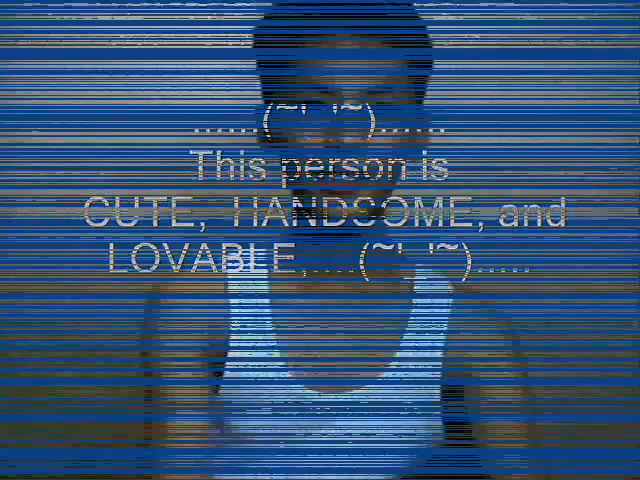 ......(~' '~).......
This person is
CUTE, HANDSOME, and
LOVABLE,....(~'_'~).....